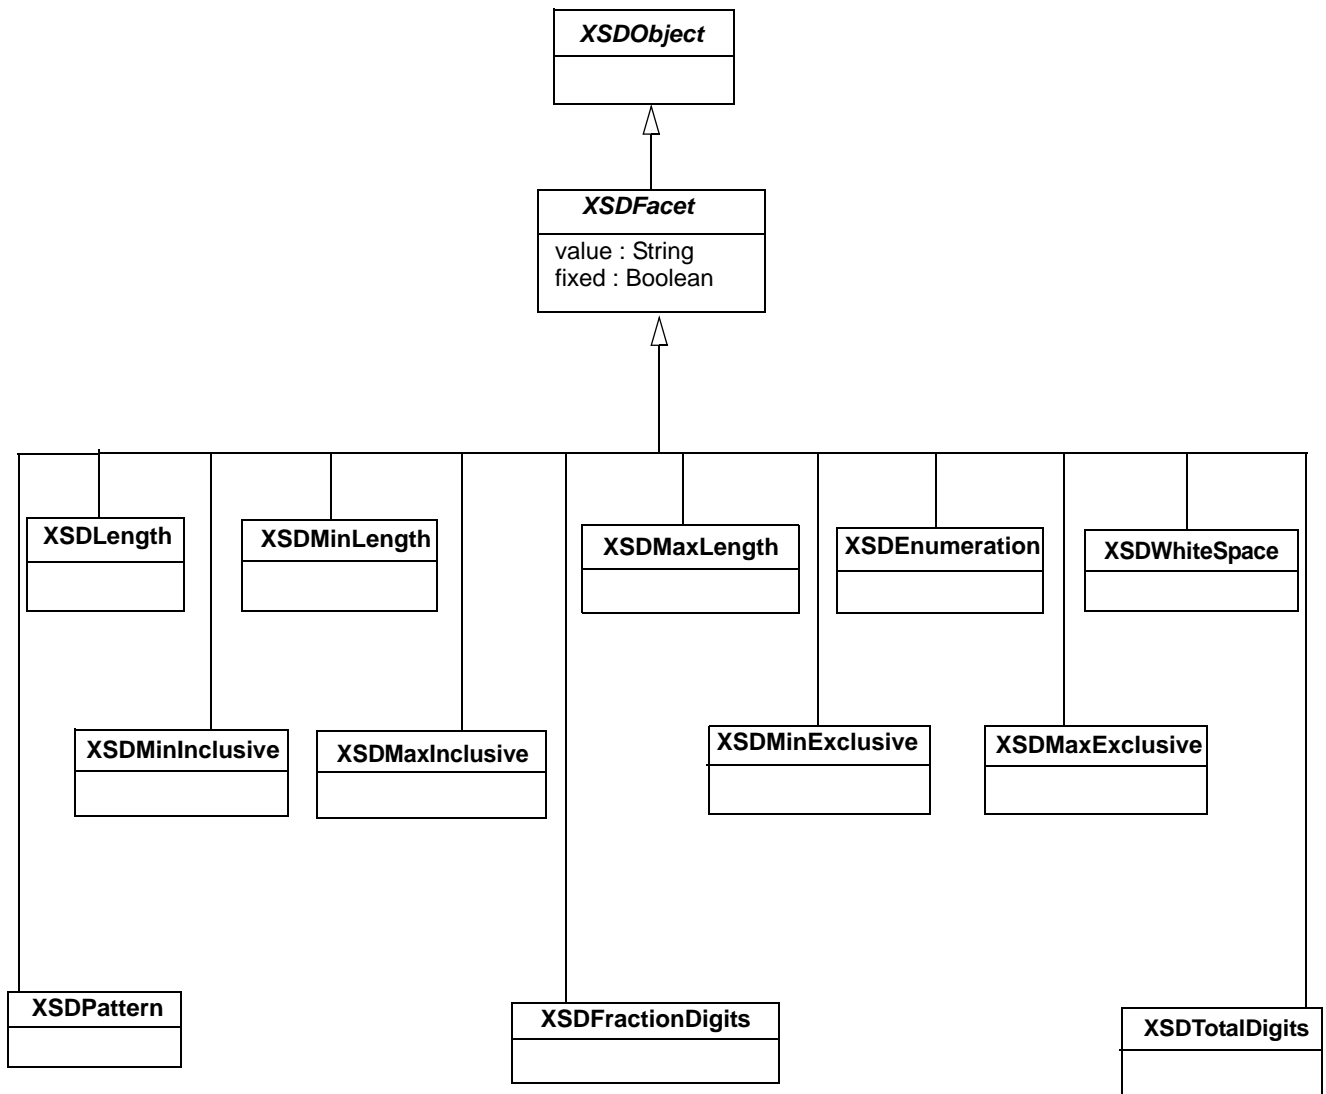 XSDObject
XSDFacet
value : String
fixed : Boolean
XSDLength
XSDMinLength
XSDMaxLength
XSDEnumeration
XSDWhiteSpace
XSDMinInclusive
XSDMaxInclusive
XSDMinExclusive
XSDMaxExclusive
XSDPattern
XSDFractionDigits
XSDTotalDigits